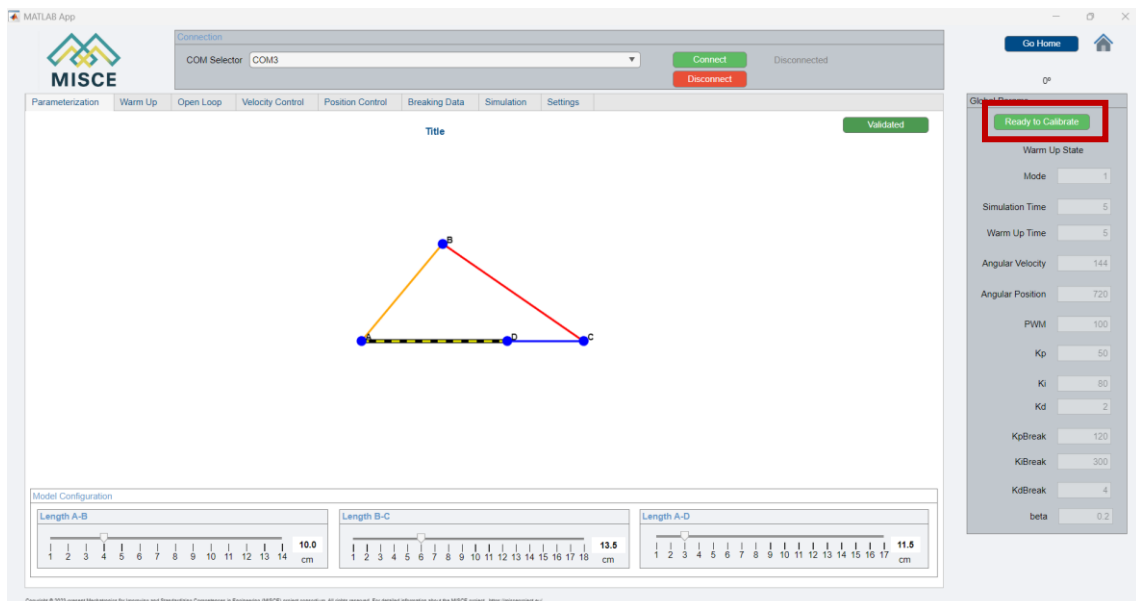 MATLAB App
MISCE
Connection
COM Selector COM3 Connect Disconnected
Disconnect
Go Home
0º
Parameterization Warm Up Open Loop Velocity Control Position Control Breaking Data Simulation Settings
Title
Validated
B
A D C
Global Params
Ready to Calibrate
Warm Up State
Mode 1
Simulation Time 5
Warm Up Time 5
Angular Velocity 144
Angular Position 720
PWM 100
Kp 50
Ki 80
Kd 2
KpBreak 120
KiBreak 300
KdBreak 4
beta 0.2
Model Configuration
Length A-B
1 2 3 4 5 6 7 8 9 10 11 12 13 14
10.0
cm
Length B-C
1 2 3 4 5 6 7 8 9 10 11 12 13 14 15 16 17 18
13.5
cm
Length A-D
1 2 3 4 5 6 7 8 9 10 11 12 13 14 15 16 17
11.5
cm